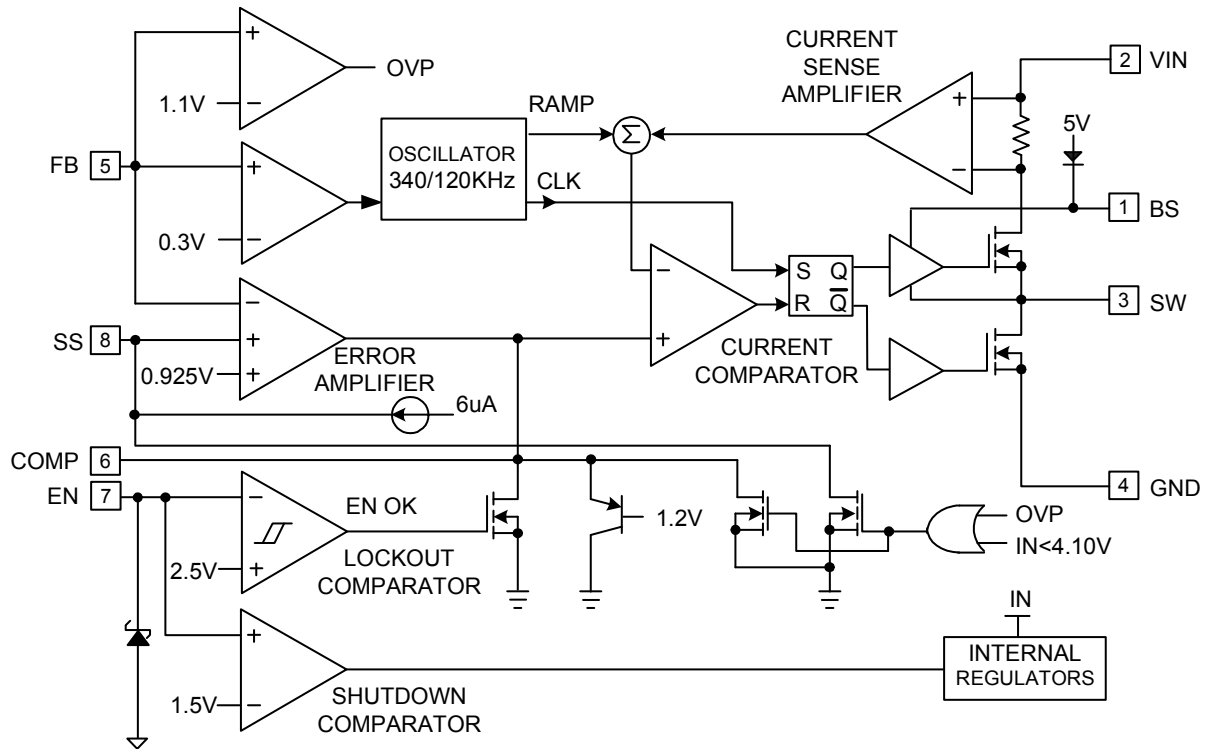 +
OVP
1.1V
−
CURRENT
SENSE
AMPLIFIER
2 VIN
+
−
RAMP
Σ
5V
FB 5
+
0.3V
−
OSCILLATOR
340/120KHz
CLK
1 BS
−
+
S Q
R Q̅
3 SW
CURRENT
COMPARATOR
SS 8
−
+
0.925V
+
ERROR
AMPLIFIER
6uA
COMP 6
EN 7
−
2.5V
+
EN OK
LOCKOUT
COMPARATOR
1.2V
4 GND
OVP
IN<4.10V
+
1.5V
−
SHUTDOWN
COMPARATOR
IN
INTERNAL
REGULATORS